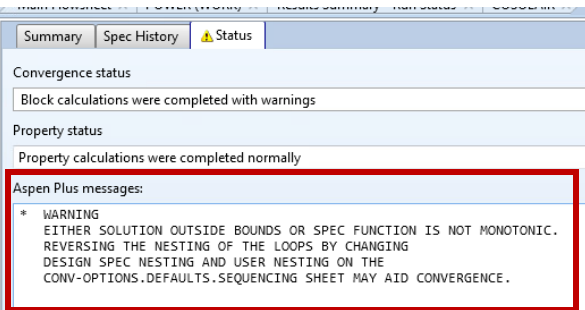 Main Flowsheet × POWER (WORK) × Results Summary - Run Status × COSOLAIR ×
Summary Spec History Status
Convergence status
Block calculations were completed with warnings
Property status
Property calculations were completed normally
Aspen Plus messages:
* WARNING
EITHER SOLUTION OUTSIDE BOUNDS OR SPEC FUNCTION IS NOT MONOTONIC.
REVERSING THE NESTING OF THE LOOPS BY CHANGING
DESIGN SPEC NESTING AND USER NESTING ON THE
CONV-OPTIONS.DEFAULTS.SEQUENCING SHEET MAY AID CONVERGENCE.